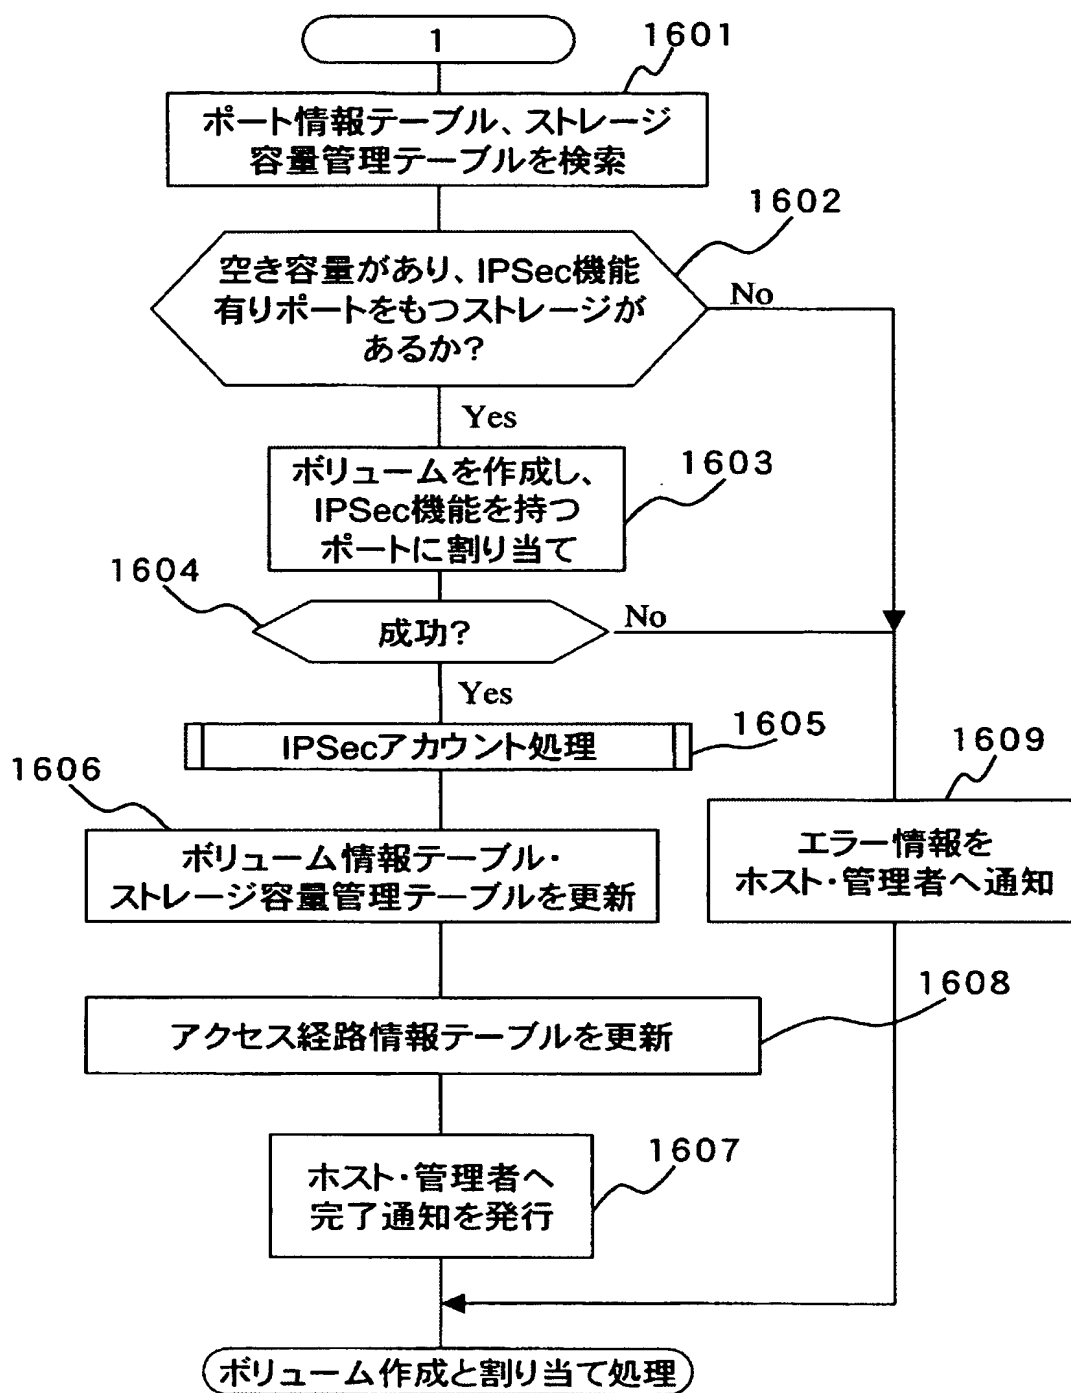 1
1601
ポート情報テーブル、ストレージ
容量管理テーブルを検索
1602
空き容量があり、IPSec機能
有りポートをもつストレージが
あるか?
No
Yes
ボリュームを作成し、
IPSec機能を持つ
ポートに割り当て
1603
1604
成功?
No
Yes
IPSecアカウント処理
1605
1606
ボリューム情報テーブル・
ストレージ容量管理テーブルを更新
1609
エラー情報を
ホスト・管理者へ通知
アクセス経路情報テーブルを更新
1608
ホスト・管理者へ
完了通知を発行
1607
ボリューム作成と割り当て処理